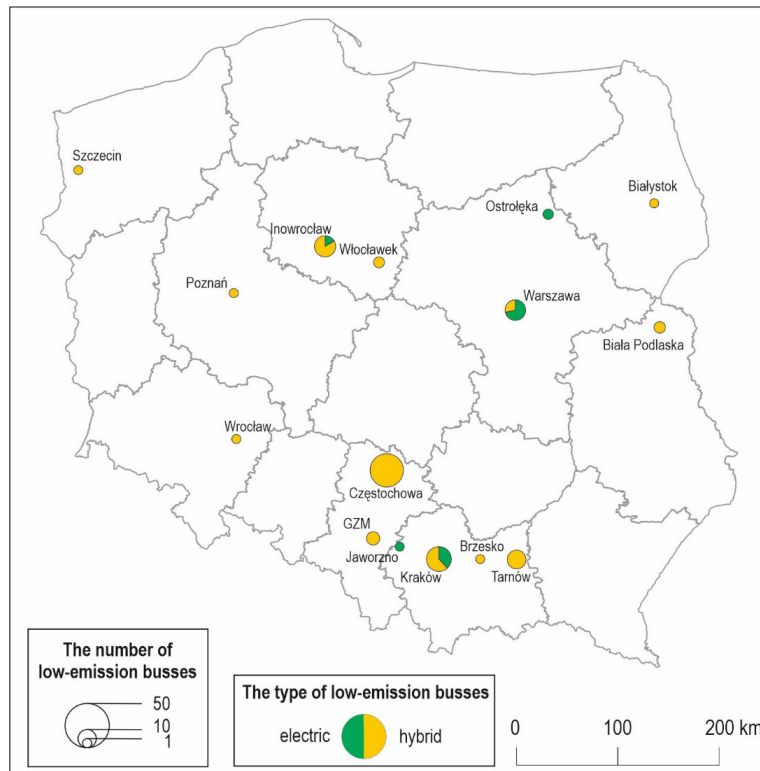 Szczecin
Białystok
Ostrołęka
Inowrocław
Włocławek
Poznań
Warszawa
Biała Podlaska
Wrocław
Częstochowa
GZM
Jaworzno
Brzesko
Kraków
Tarnów
The number of
low-emission busses
50
10
1
The type of low-emission busses
electric hybrid
0 100 200 km